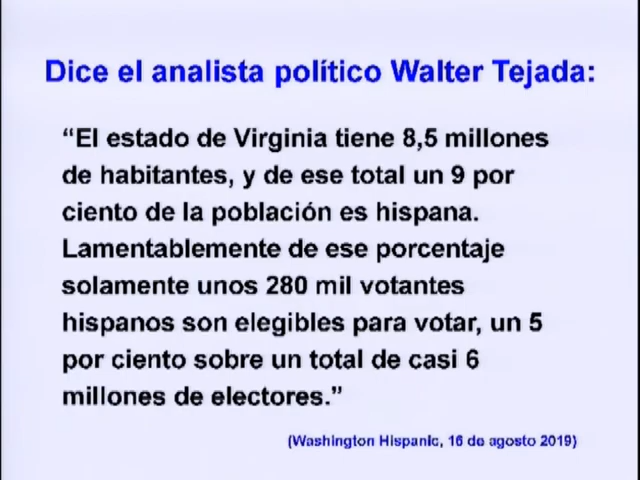 Dice el analista político Walter Tejada:
“El estado de Virginia tiene 8,5 millones
de habitantes, y de ese total un 9 por
ciento de la población es hispana.
Lamentablemente de ese porcentaje
solamente unos 280 mil votantes
hispanos son elegibles para votar, un 5
por ciento sobre un total de casi 6
millones de electores.”
(Washington Hispanic, 16 de agosto 2019)